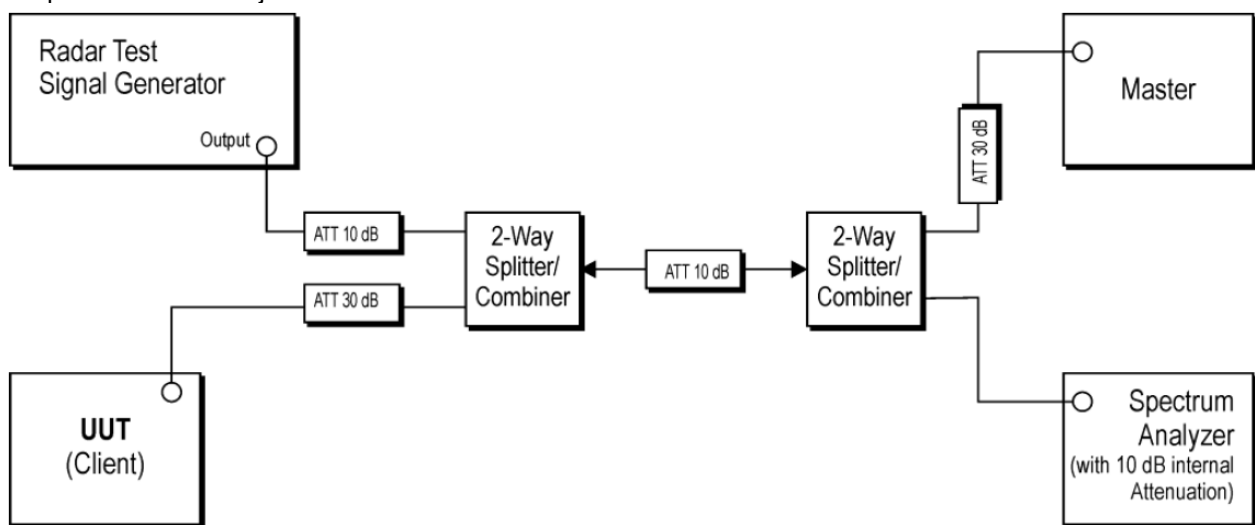 Radar Test
Signal Generator
Output
ATT 10 dB
ATT 30 dB
2-Way
Splitter/
Combiner
ATT 10 dB
2-Way
Splitter/
Combiner
ATT 30 dB
Master
UUT
(Client)
Spectrum
Analyzer
(with 10 dB internal
Attenuation)